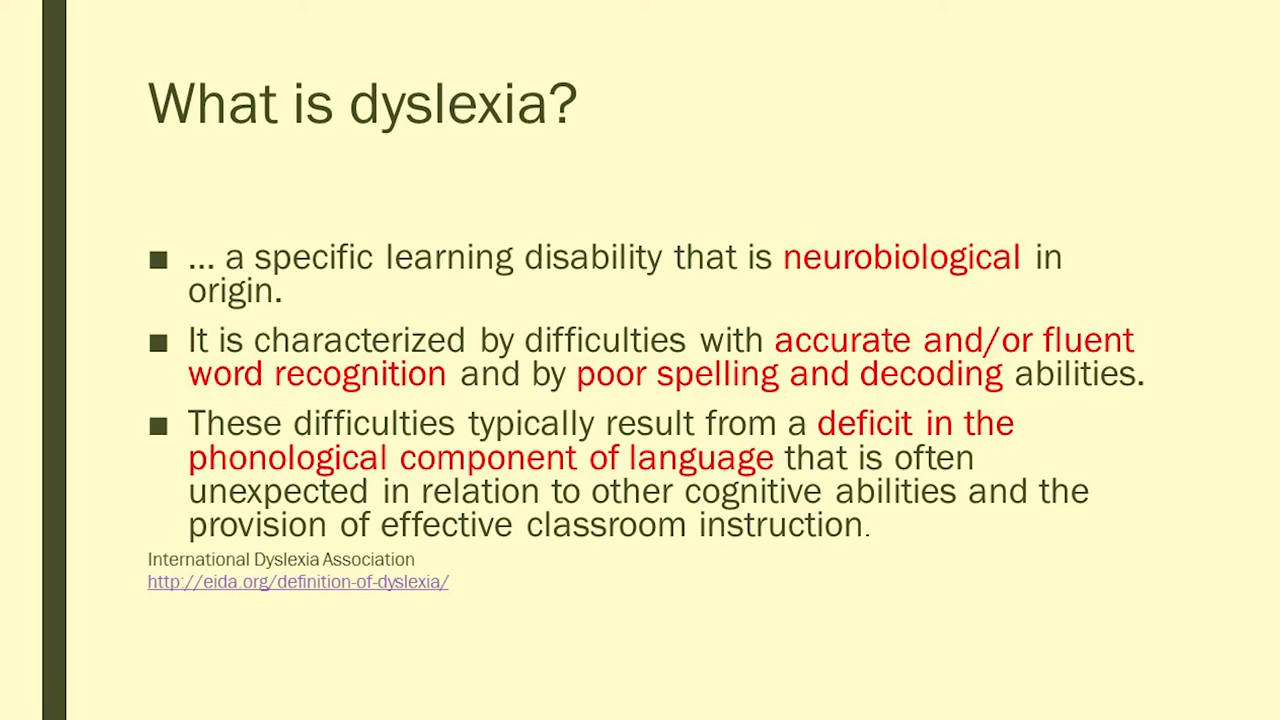 What is dyslexia?
■ ... a specific learning disability that is neurobiological in
origin.
■ It is characterized by difficulties with accurate and/or fluent
word recognition and by poor spelling and decoding abilities.
■ These difficulties typically result from a deficit in the
phonological component of language that is often
unexpected in relation to other cognitive abilities and the
provision of effective classroom instruction.
International Dyslexia Association
http://eida.org/definition-of-dyslexia/